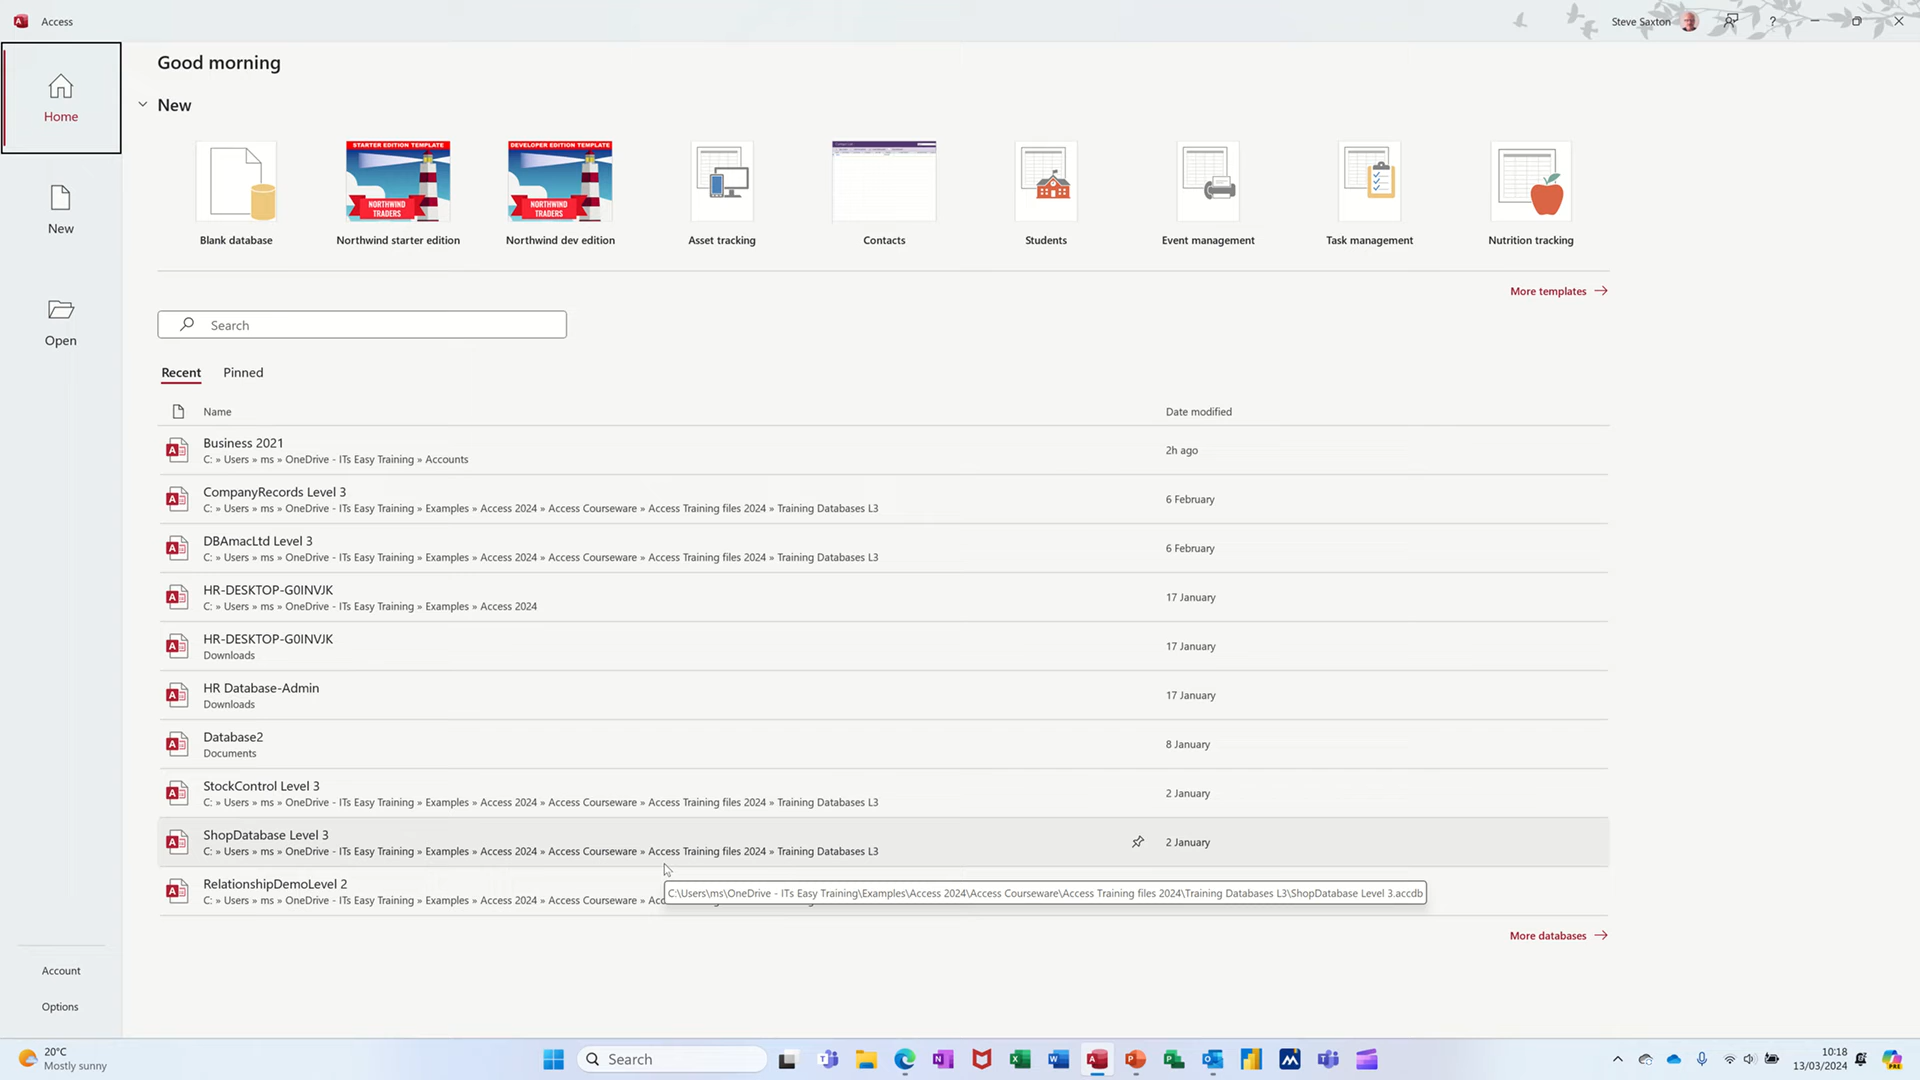 Access
Steve Saxton
?
Home
New
Open
Account
Options
Good morning
New
STARTER EDITION TEMPLATE
NORTHWIND
TRADERS
DEVELOPER EDITION TEMPLATE
NORTHWIND
TRADERS
Blank database
Northwind starter edition
Northwind dev edition
Asset tracking
Contacts
Students
Event management
Task management
Nutrition tracking
More templates
Search
Recent
Pinned
Name
Date modified
Business 2021
C: » Users » ms » OneDrive - ITs Easy Training » Accounts
2h ago
CompanyRecords Level 3
C: » Users » ms » OneDrive - ITs Easy Training » Examples » Access 2024 » Access Courseware » Access Training files 2024 » Training Databases L3
6 February
DBAmacLtd Level 3
C: » Users » ms » OneDrive - ITs Easy Training » Examples » Access 2024 » Access Courseware » Access Training files 2024 » Training Databases L3
6 February
HR-DESKTOP-G0INVJK
C: » Users » ms » OneDrive - ITs Easy Training » Examples » Access 2024
17 January
HR-DESKTOP-G0INVJK
Downloads
17 January
HR Database-Admin
Downloads
17 January
Database2
Documents
8 January
StockControl Level 3
C: » Users » ms » OneDrive - ITs Easy Training » Examples » Access 2024 » Access Courseware » Access Training files 2024 » Training Databases L3
2 January
ShopDatabase Level 3
C: » Users » ms » OneDrive - ITs Easy Training » Examples » Access 2024 » Access Courseware » Access Training files 2024 » Training Databases L3
2 January
RelationshipDemoLevel 2
C: » Users » ms » OneDrive - ITs Easy Training » Examples » Access 2024 » Access Courseware »
C:\Users\ms\OneDrive - ITs Easy Training\Examples\Access 2024\Access Courseware\Access Training files 2024\Training Databases L3\ShopDatabase Level 3.accdb
More databases
20°C
Mostly sunny
Search
10:18
13/03/2024